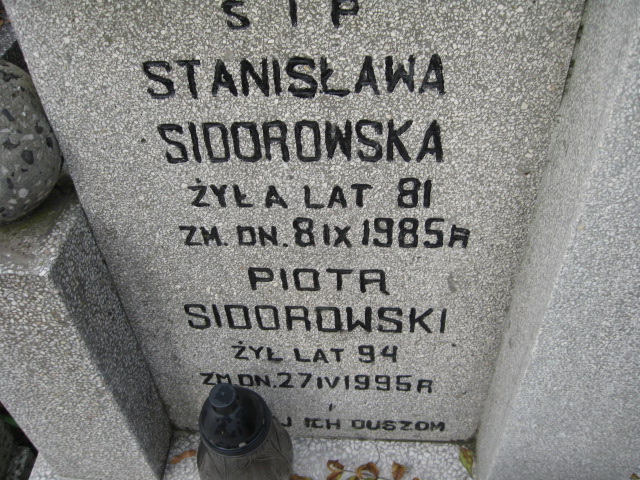 S I P
STANISŁAWA
SIDOROWSKA
ŻYŁA LAT 81
ZM. DN. 8 IX 1985 R
PIOTR
SIDOROWSKI
ŻYŁ LAT 94
ZM DN. 27 IV 1995 R
ICH DUSZOM